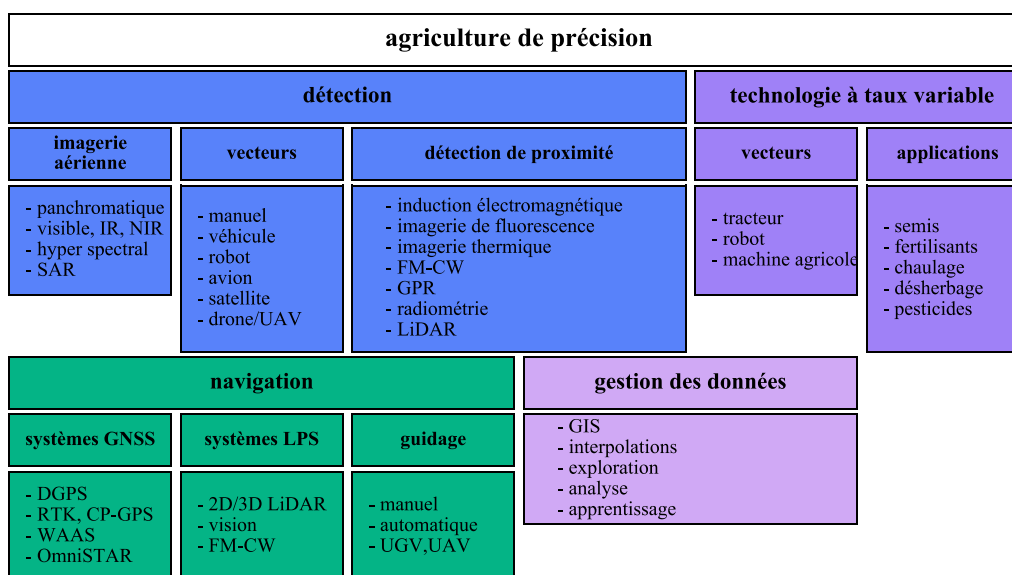 agriculture de précision
détection
technologie à taux variable
imagerie
aérienne
vecteurs
détection de proximité
vecteurs
applications
- panchromatique
- visible, IR, NIR
- hyper spectral
- SAR
- manuel
- véhicule
- robot
- avion
- satellite
- drone/UAV
- induction électromagnétique
- imagerie de fluorescence
- imagerie thermique
- FM-CW
- GPR
- radiométrie
- LiDAR
- tracteur
- robot
- machine agricole
- semis
- fertilisants
- chaulage
- désherbage
- pesticides
navigation
gestion des données
systèmes GNSS
systèmes LPS
guidage
- DGPS
- RTK, CP-GPS
- WAAS
- OmniSTAR
- 2D/3D LiDAR
- vision
- FM-CW
- manuel
- automatique
- UGV,UAV
- GIS
- interpolations
- exploration
- analyse
- apprentissage